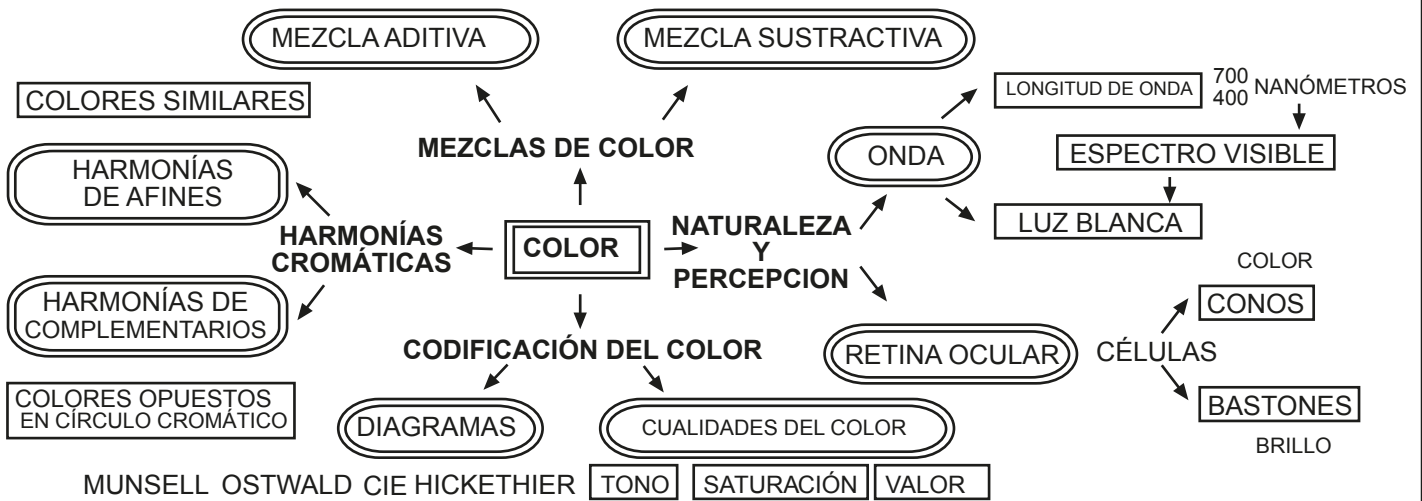 MEZCLA ADITIVA
MEZCLA SUSTRACTIVA
COLORES SIMILARES
LONGITUD DE ONDA
700
400
NANÓMETROS
MEZCLAS DE COLOR
ONDA
ESPECTRO VISIBLE
HARMONÍAS
DE AFINES
LUZ BLANCA
HARMONÍAS
CROMÁTICAS
COLOR
NATURALEZA
Y
PERCEPCION
COLOR
CONOS
HARMONÍAS DE
COMPLEMENTARIOS
CODIFICACIÓN DEL COLOR
RETINA OCULAR
CÉLULAS
COLORES OPUESTOS
EN CÍRCULO CROMÁTICO
DIAGRAMAS
CUALIDADES DEL COLOR
BASTONES
BRILLO
MUNSELL OSTWALD CIE HICKETHIER
TONO
SATURACIÓN
VALOR